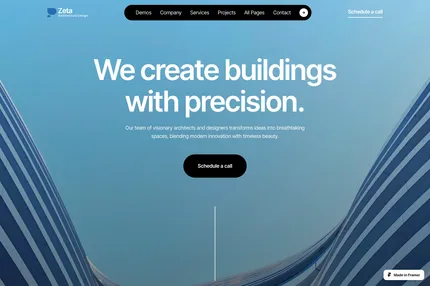 Zeta
Demos Company Services Projects All Pages Contact
Schedule a call
We create buildings
with precision.
Our team of visionary architects and designers transforms ideas into breathtaking
spaces, blending modern innovation with timeless beauty.
Schedule a call
Made in Framer